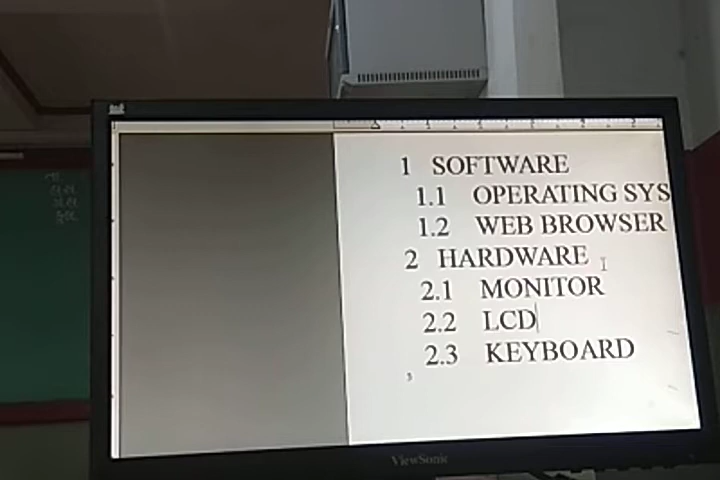 1 SOFTWARE
1.1 OPERATING SYS
1.2 WEB BROWSER
2 HARDWARE
2.1 MONITOR
2.2 LCD
2.3 KEYBOARD
3
ViewSonic